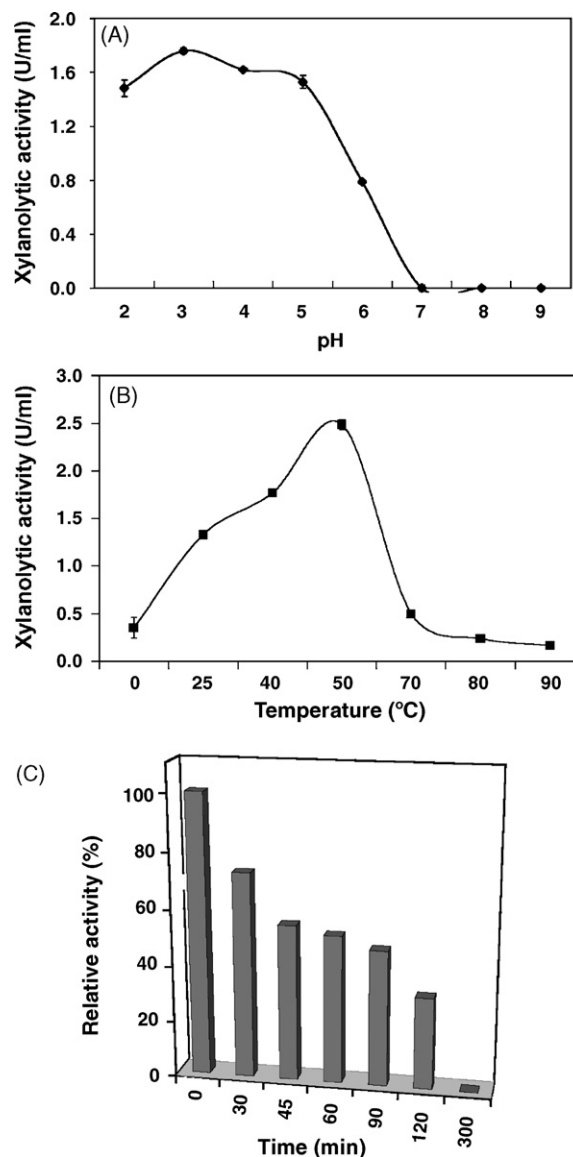 (A)
Xylanolytic activity (U/ml)
2.0
1.6
1.2
0.8
0.4
0.0
2 3 4 5 6 7 8 9
pH
(B)
Xylanolytic activity (U/ml)
3.0
2.5
2.0
1.5
1.0
0.5
0.0
0 25 40 50 70 80 90
Temperature (ºC)
(C)
Relative activity (%)
100
80
60
40
20
0
0 30 45 60 90 120 300
Time (min)